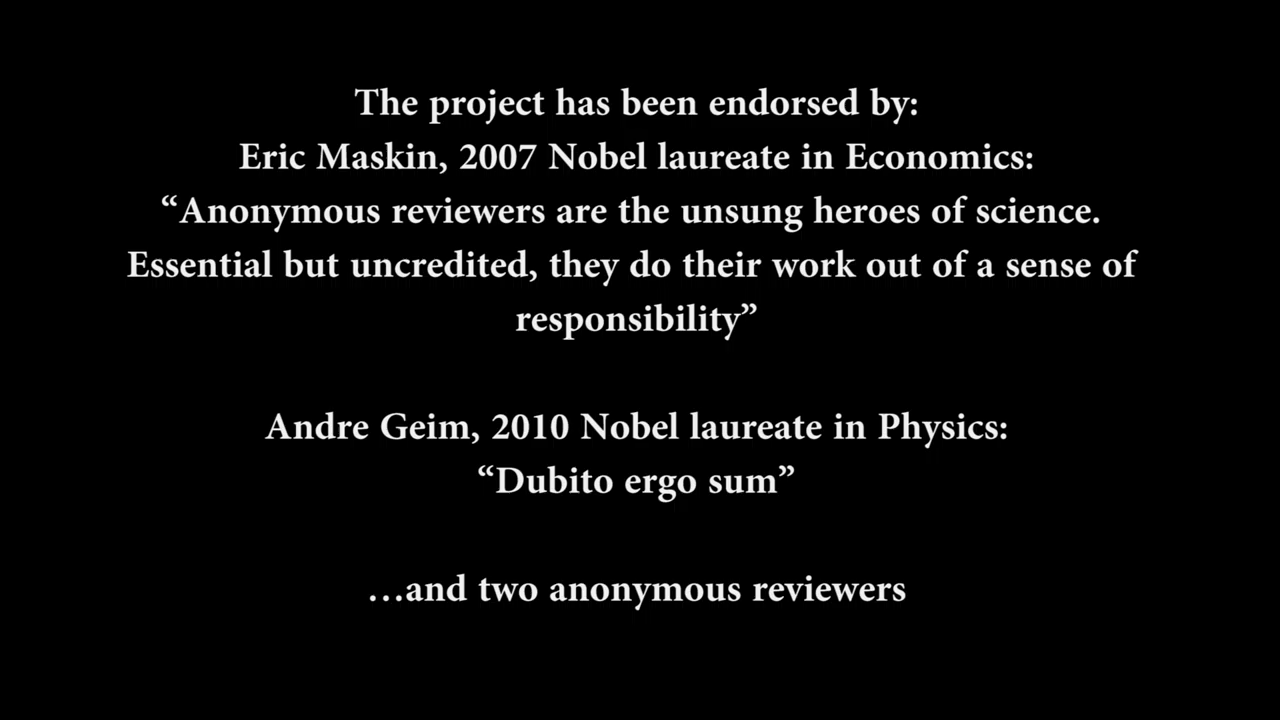 The project has been endorsed by:
Eric Maskin, 2007 Nobel laureate in Economics:
“Anonymous reviewers are the unsung heroes of science.
Essential but uncredited, they do their work out of a sense of
responsibility”
Andre Geim, 2010 Nobel laureate in Physics:
“Dubito ergo sum”
…and two anonymous reviewers